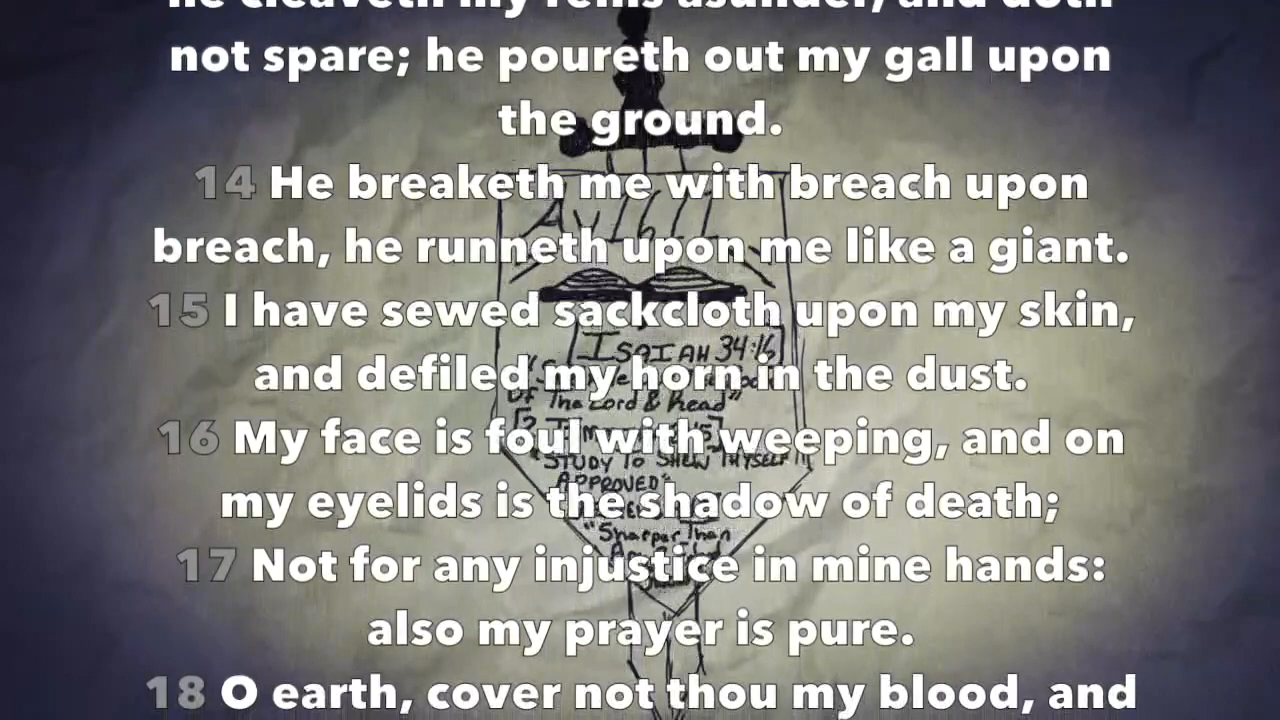 he cleaveth my reins asunder, and doth
not spare; he poureth out my gall upon
the ground.
14 He breaketh me with breach upon
breach, he runneth upon me like a giant.
15 I have sewed sackcloth upon my skin,
and defiled my horn in the dust.
16 My face is foul with weeping, and on
my eyelids is the shadow of death;
17 Not for any injustice in mine hands:
also my prayer is pure.
18 O earth, cover not thou my blood, and
AV1611
ISAIAH 34:16
Of The Lord & Read"
"STUDY TO SHEW THYSELF
APPROVED"
"Sharper Than